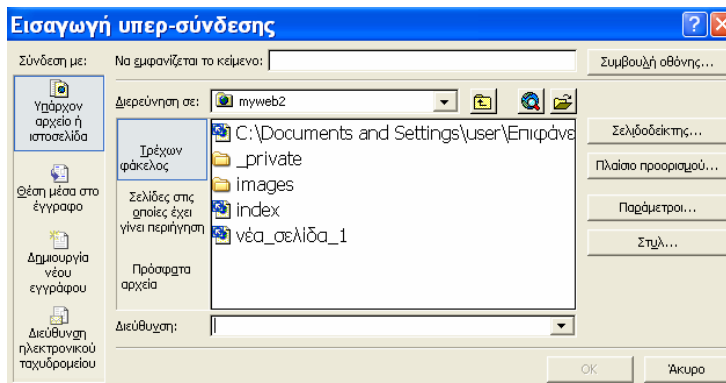 Εισαγωγή υπερ-σύνδεσης
Σύνδεση με:
Να εμφανίζεται το κείμενο:
Συμβουλή οθόνης...
Υπάρχον
αρχείο ή
ιστοσελίδα
Θέση μέσα στο
έγγραφο
Δημιουργία
νέου
εγγράφου
Διεύθυνση
ηλεκτρονικού
ταχυδρομείου
Διερεύνηση σε:
myweb2
Τρέχων
φάκελος
Σελίδες στις
οποίες έχει
γίνει περιήγηση
Πρόσφατα
αρχεία
C:\Documents and Settings\user\Επιφάνε
_private
images
index
νέα_σελίδα_1
Σελιδοδείκτης...
Πλαίσιο προορισμού...
Παράμετροι...
Στυλ...
Διεύθυνση:
OK
Άκυρο